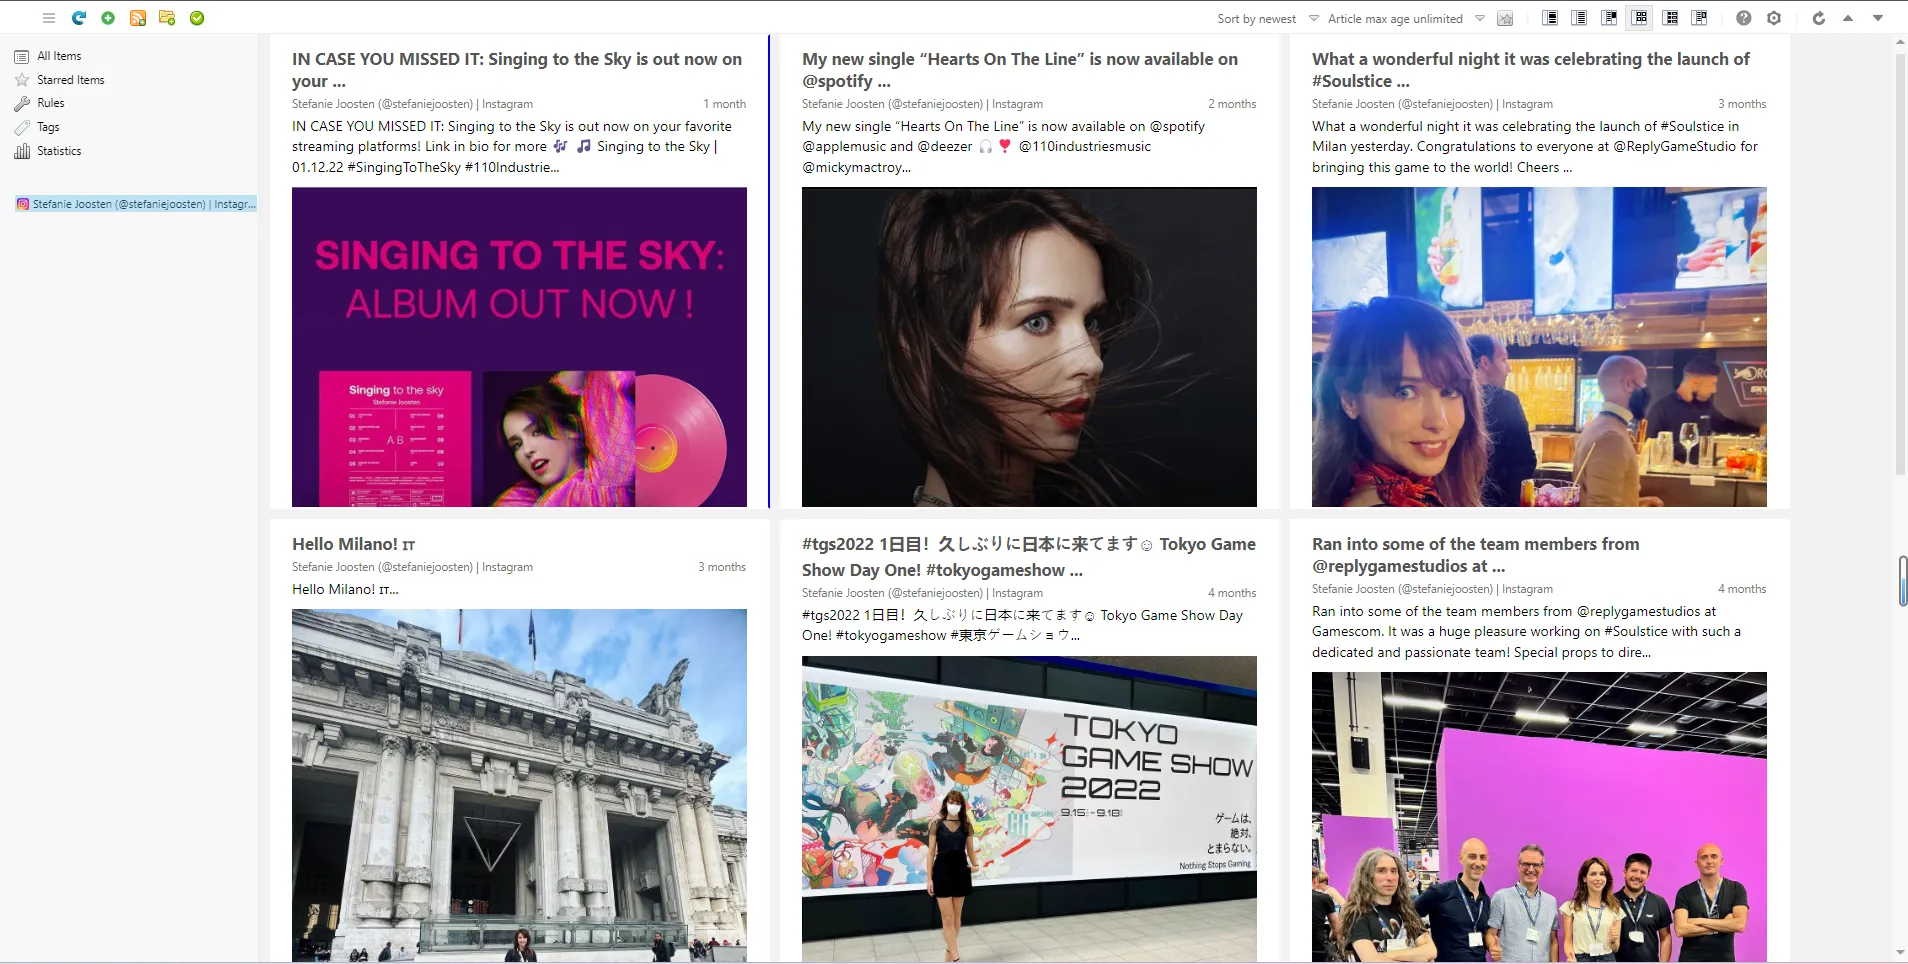 Sort by newest
Article max age unlimited
All Items
Starred Items
Rules
Tags
Statistics
Stefanie Joosten (@stefaniejoosten) | Instagr...
IN CASE YOU MISSED IT: Singing to the Sky is out now on
your ...
Stefanie Joosten (@stefaniejoosten) | Instagram
1 month
IN CASE YOU MISSED IT: Singing to the Sky is out now on your favorite
streaming platforms! Link in bio for more 🎶 🎵 Singing to the Sky |
01.12.22 #SingingToTheSky #110Industrie...
SINGING TO THE SKY:
ALBUM OUT NOW !
Singing to the sky
Stefanie Joosten
A B
My new single “Hearts On The Line” is now available on
@spotify ...
Stefanie Joosten (@stefaniejoosten) | Instagram
2 months
My new single “Hearts On The Line” is now available on @spotify
@applemusic and @deezer 🎧❣️ @110industriesmusic
@mickymactroy...
What a wonderful night it was celebrating the launch of
#Soulstice ...
Stefanie Joosten (@stefaniejoosten) | Instagram
3 months
What a wonderful night it was celebrating the launch of #Soulstice in
Milan yesterday. Congratulations to everyone at @ReplyGameStudio for
bringing this game to the world! Cheers ...
Hello Milano! IT
Stefanie Joosten (@stefaniejoosten) | Instagram
3 months
Hello Milano! IT...
#tgs2022 1日目！久しぶりに日本に来てます☺ Tokyo Game
Show Day One! #tokyogameshow ...
Stefanie Joosten (@stefaniejoosten) | Instagram
4 months
#tgs2022 1日目！久しぶりに日本に来てます☺ Tokyo Game Show Day
One! #tokyogameshow #東京ゲームショウ...
TOKYO
GAME SHOW
2022
9.15 - 9.18
ゲームは、
絶対、
とまらない。
Nothing Stops Gaming
Ran into some of the team members from
@replygamestudios at ...
Stefanie Joosten (@stefaniejoosten) | Instagram
4 months
Ran into some of the team members from @replygamestudios at
Gamescom. It was a huge pleasure working on #Soulstice with such a
dedicated and passionate team! Special props to dire...